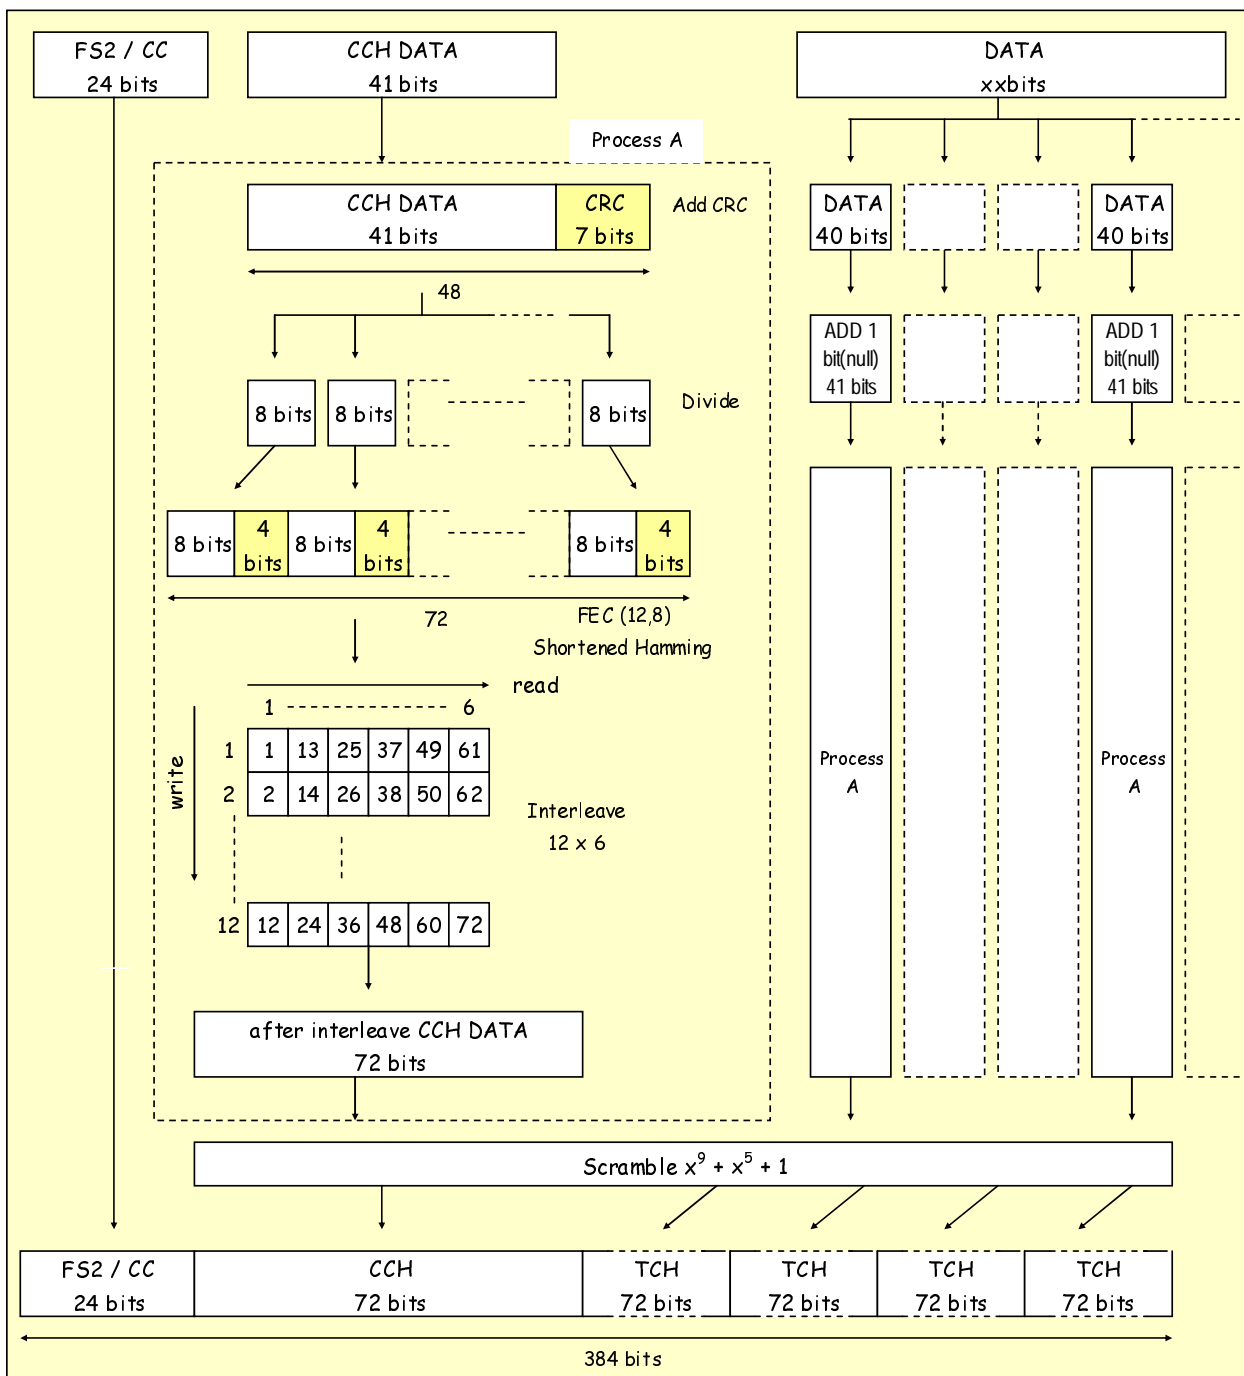 FS2 / CC
24 bits
CCH DATA
41 bits
DATA
xxbits
Process A
CCH DATA
41 bits
CRC
7 bits
Add CRC
DATA
40 bits
DATA
40 bits
48
ADD 1
bit(null)
41 bits
ADD 1
bit(null)
41 bits
8 bits
8 bits
8 bits
Divide
8 bits
4
bits
8 bits
4
bits
8 bits
4
bits
72
FEC (12,8)
Shortened Hamming
read
1 6
write
1 1 13 25 37 49 61
2 2 14 26 38 50 62
Interleave
12 x 6
12 12 24 36 48 60 72
Process
A
Process
A
after interleave CCH DATA
72 bits
Scramble x⁹ + x⁵ + 1
FS2 / CC
24 bits
CCH
72 bits
TCH
72 bits
TCH
72 bits
TCH
72 bits
TCH
72 bits
384 bits